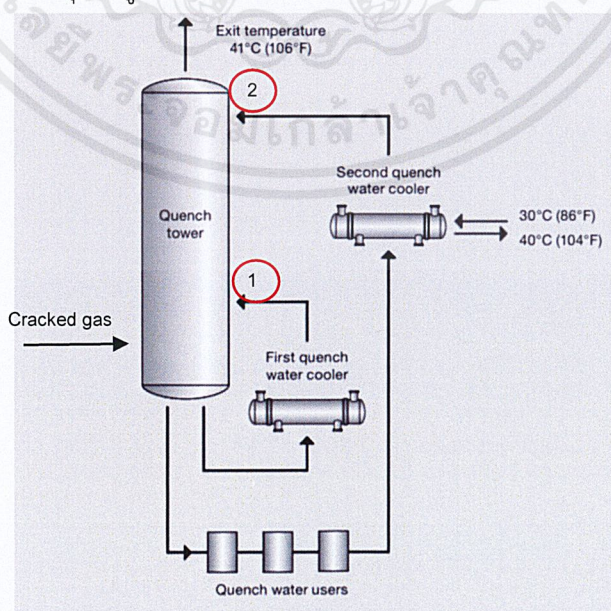 Exit temperature
41°C (106°F)
2
Second quench
water cooler
Quench
tower
30°C (86°F)
40°C (104°F)
1
Cracked gas
First quench
water cooler
Quench water users